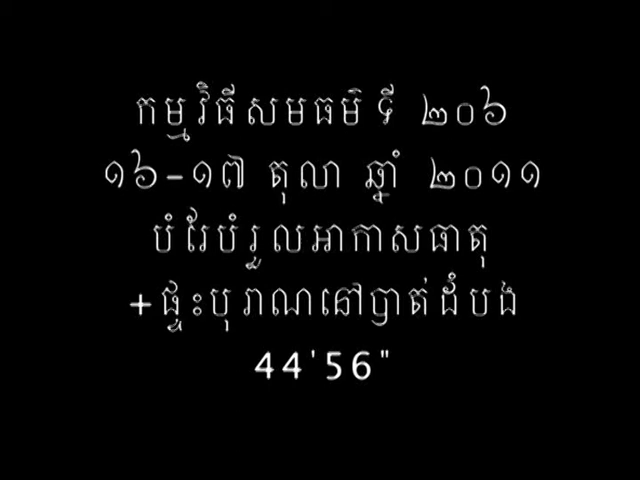 កម្មវិធីសមធម៌ ទី ២០៦
១៦-១៧ តុលា ឆ្នាំ ២០១១
បំរែបំរួលអាកាសធាតុ
+ផ្ទះបុរាណនៅបាត់ដំបង
44'56"